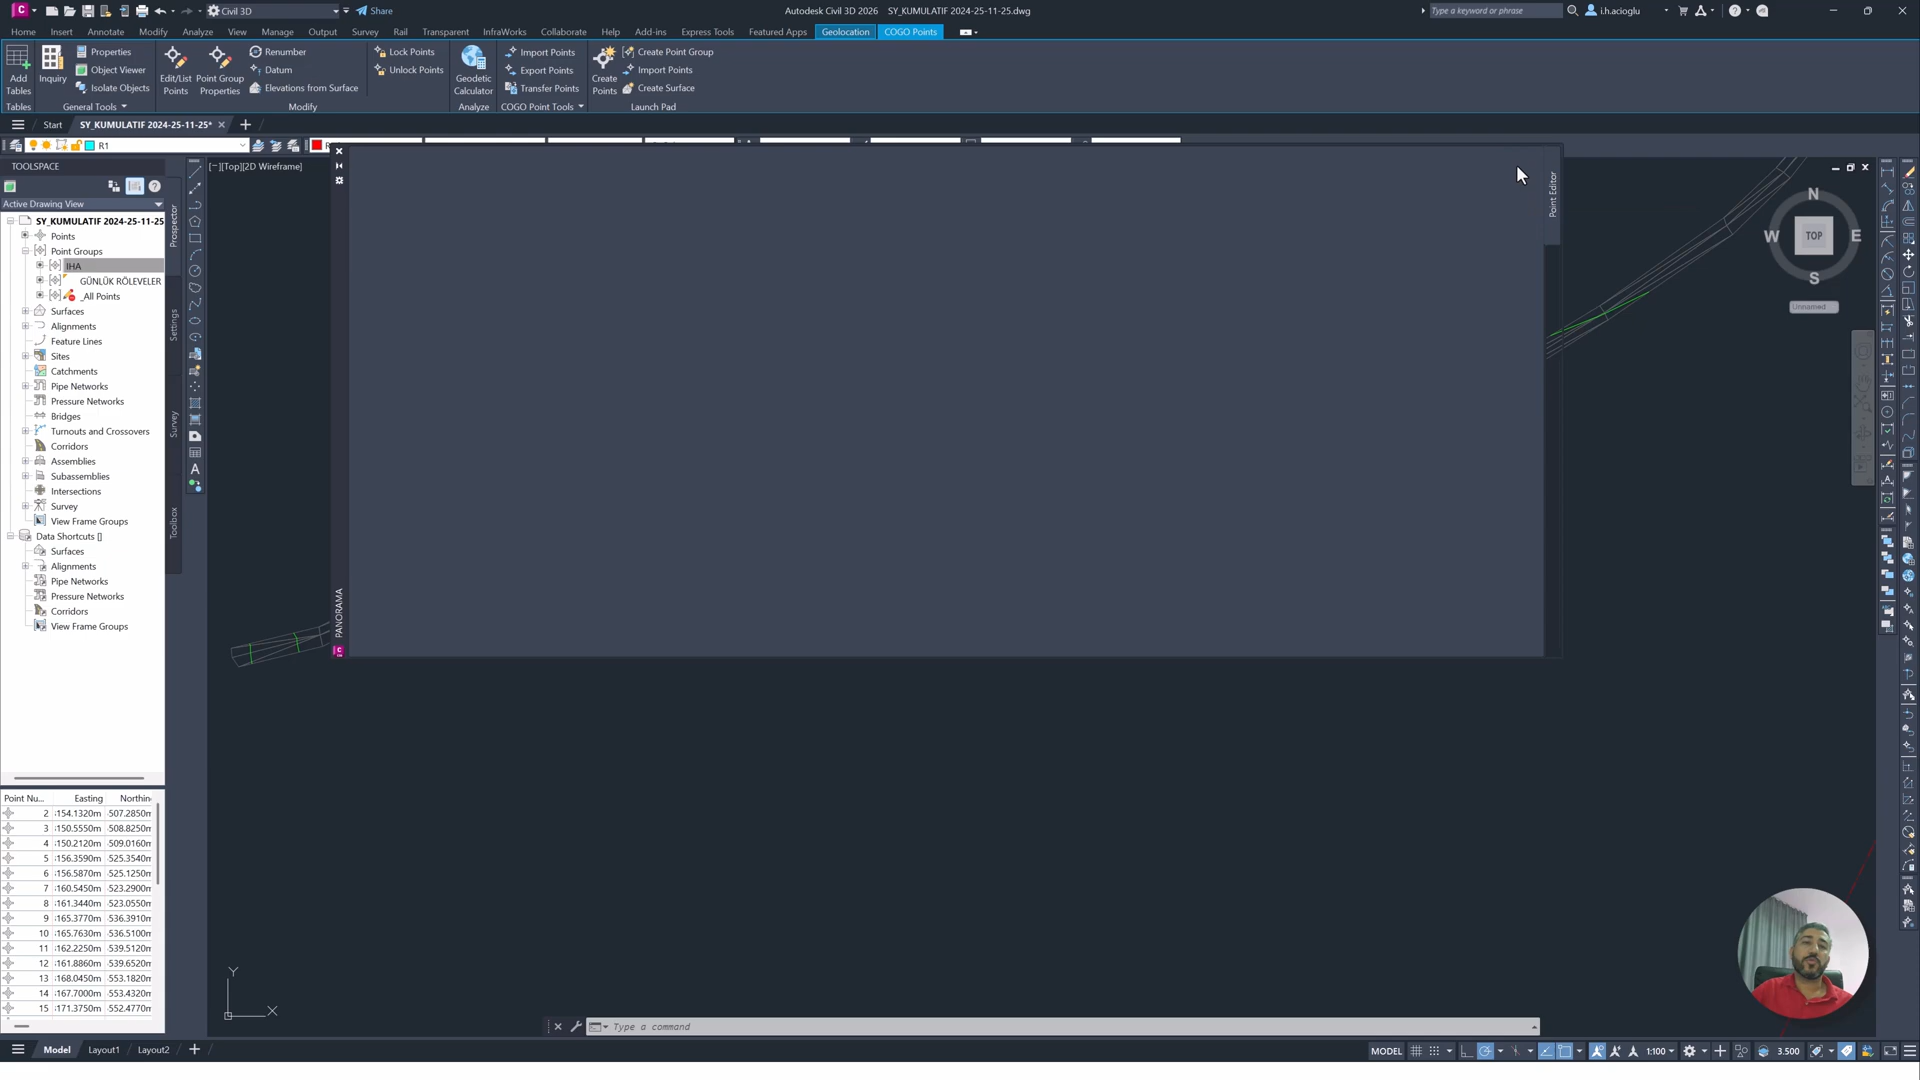 Civil 3D
Share
Autodesk Civil 3D 2026 SY_KUMULATIF 2024-25-11-25.dwg
Type a keyword or phrase
i.h.acioglu
Home Insert Annotate Modify Analyze View Manage Output Survey Rail Transparent InfraWorks Collaborate Help Add-ins Express Tools Featured Apps Geolocation COGO Points
Add Tables
Inquiry
Properties
Object Viewer
Isolate Objects
Edit/List Points
Point Group Properties
Renumber
Datum
Elevations from Surface
Lock Points
Unlock Points
Geodetic Calculator
Import Points
Export Points
Transfer Points
Create Points
Create Point Group
Import Points
Create Surface
Tables General Tools Modify Analyze COGO Point Tools Launch Pad
Start SY_KUMULATIF 2024-25-11-25*
R1
TOOLSPACE
[−][Top][2D Wireframe]
Active Drawing View
SY_KUMULATIF 2024-25-11-25
Points
Point Groups
IHA
GÜNLÜK RÖLEVELER
_All Points
Surfaces
Alignments
Feature Lines
Sites
Catchments
Pipe Networks
Pressure Networks
Bridges
Turnouts and Crossovers
Corridors
Assemblies
Subassemblies
Intersections
Survey
View Frame Groups
Data Shortcuts []
Surfaces
Alignments
Pipe Networks
Pressure Networks
Corridors
View Frame Groups
Prospector
Settings
Survey
Toolbox
PANORAMA
Point Editor
N
W TOP E
S
Unnamed
Point Nu... Easting Northin
2 :154.1320m ·507.2850m
3 :150.5550m ·508.8250m
4 :150.2120m ·509.0160m
5 :156.3590m ·525.3540m
6 :156.5870m ·525.1250m
7 :160.5450m ·523.2900m
8 :161.3440m ·523.0550m
9 :165.3770m ·536.3910m
10 :165.7630m ·536.5100m
11 :162.2250m ·539.5120m
12 :161.8860m ·539.6520m
13 :168.0450m ·553.1820m
14 :167.7000m ·553.4320m
15 :171.3750m ·552.4770m
Y
X
Type a command
Model Layout1 Layout2
MODEL 1:100 3.500